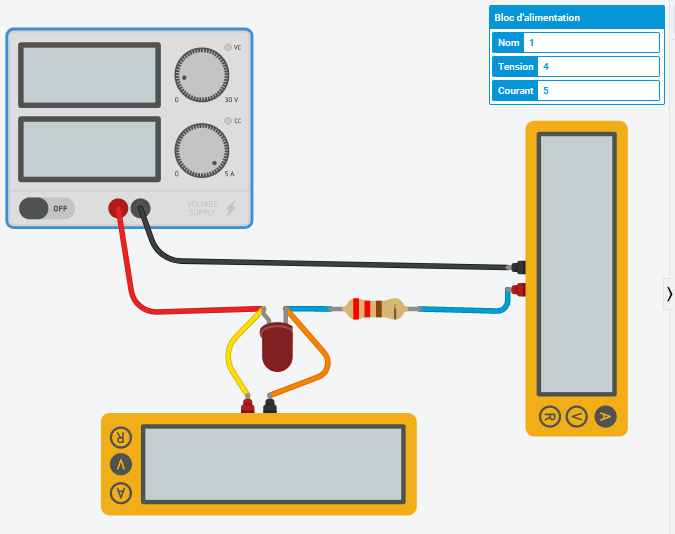 Bloc d'alimentation
Nom 1
Tension 4
Courant 5
VC
0 30 V
CC
0 5 A
OFF
VOLTAGE
SUPPLY
R
V
A
R V A